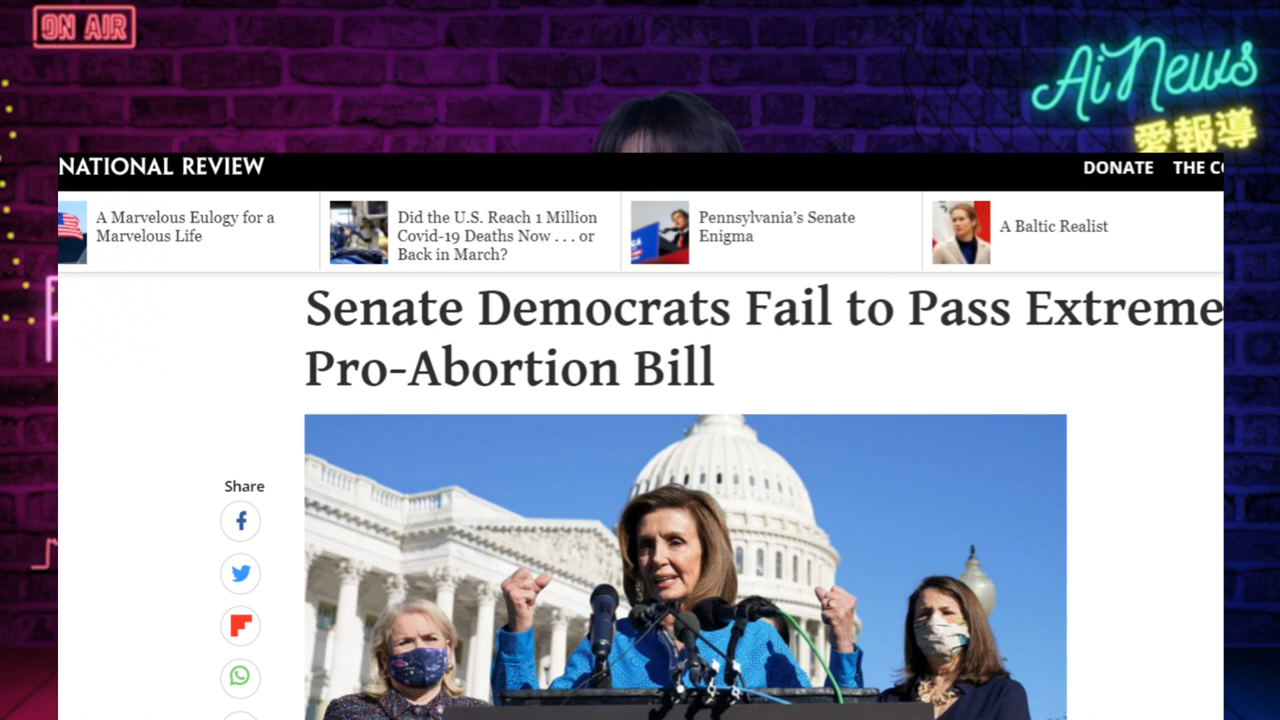 ON AIR
Ai News
愛報導
NATIONAL REVIEW
DONATE THE C
A Marvelous Eulogy for a
Marvelous Life
Did the U.S. Reach 1 Million
Covid-19 Deaths Now . . . or
Back in March?
Pennsylvania’s Senate
Enigma
A Baltic Realist
Senate Democrats Fail to Pass Extreme
Pro-Abortion Bill
Share